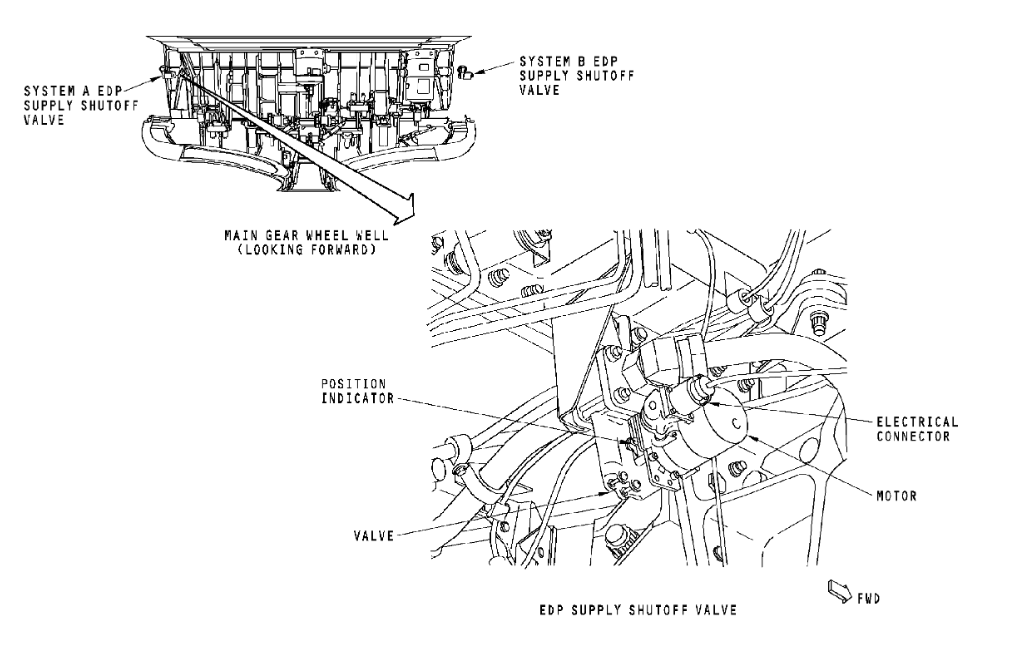 SYSTEM A EDP
SUPPLY SHUTOFF
VALVE
SYSTEM B EDP
SUPPLY SHUTOFF
VALVE
MAIN GEAR WHEEL WELL
(LOOKING FORWARD)
POSITION
INDICATOR
ELECTRICAL
CONNECTOR
MOTOR
VALVE
FWD
EDP SUPPLY SHUTOFF VALVE